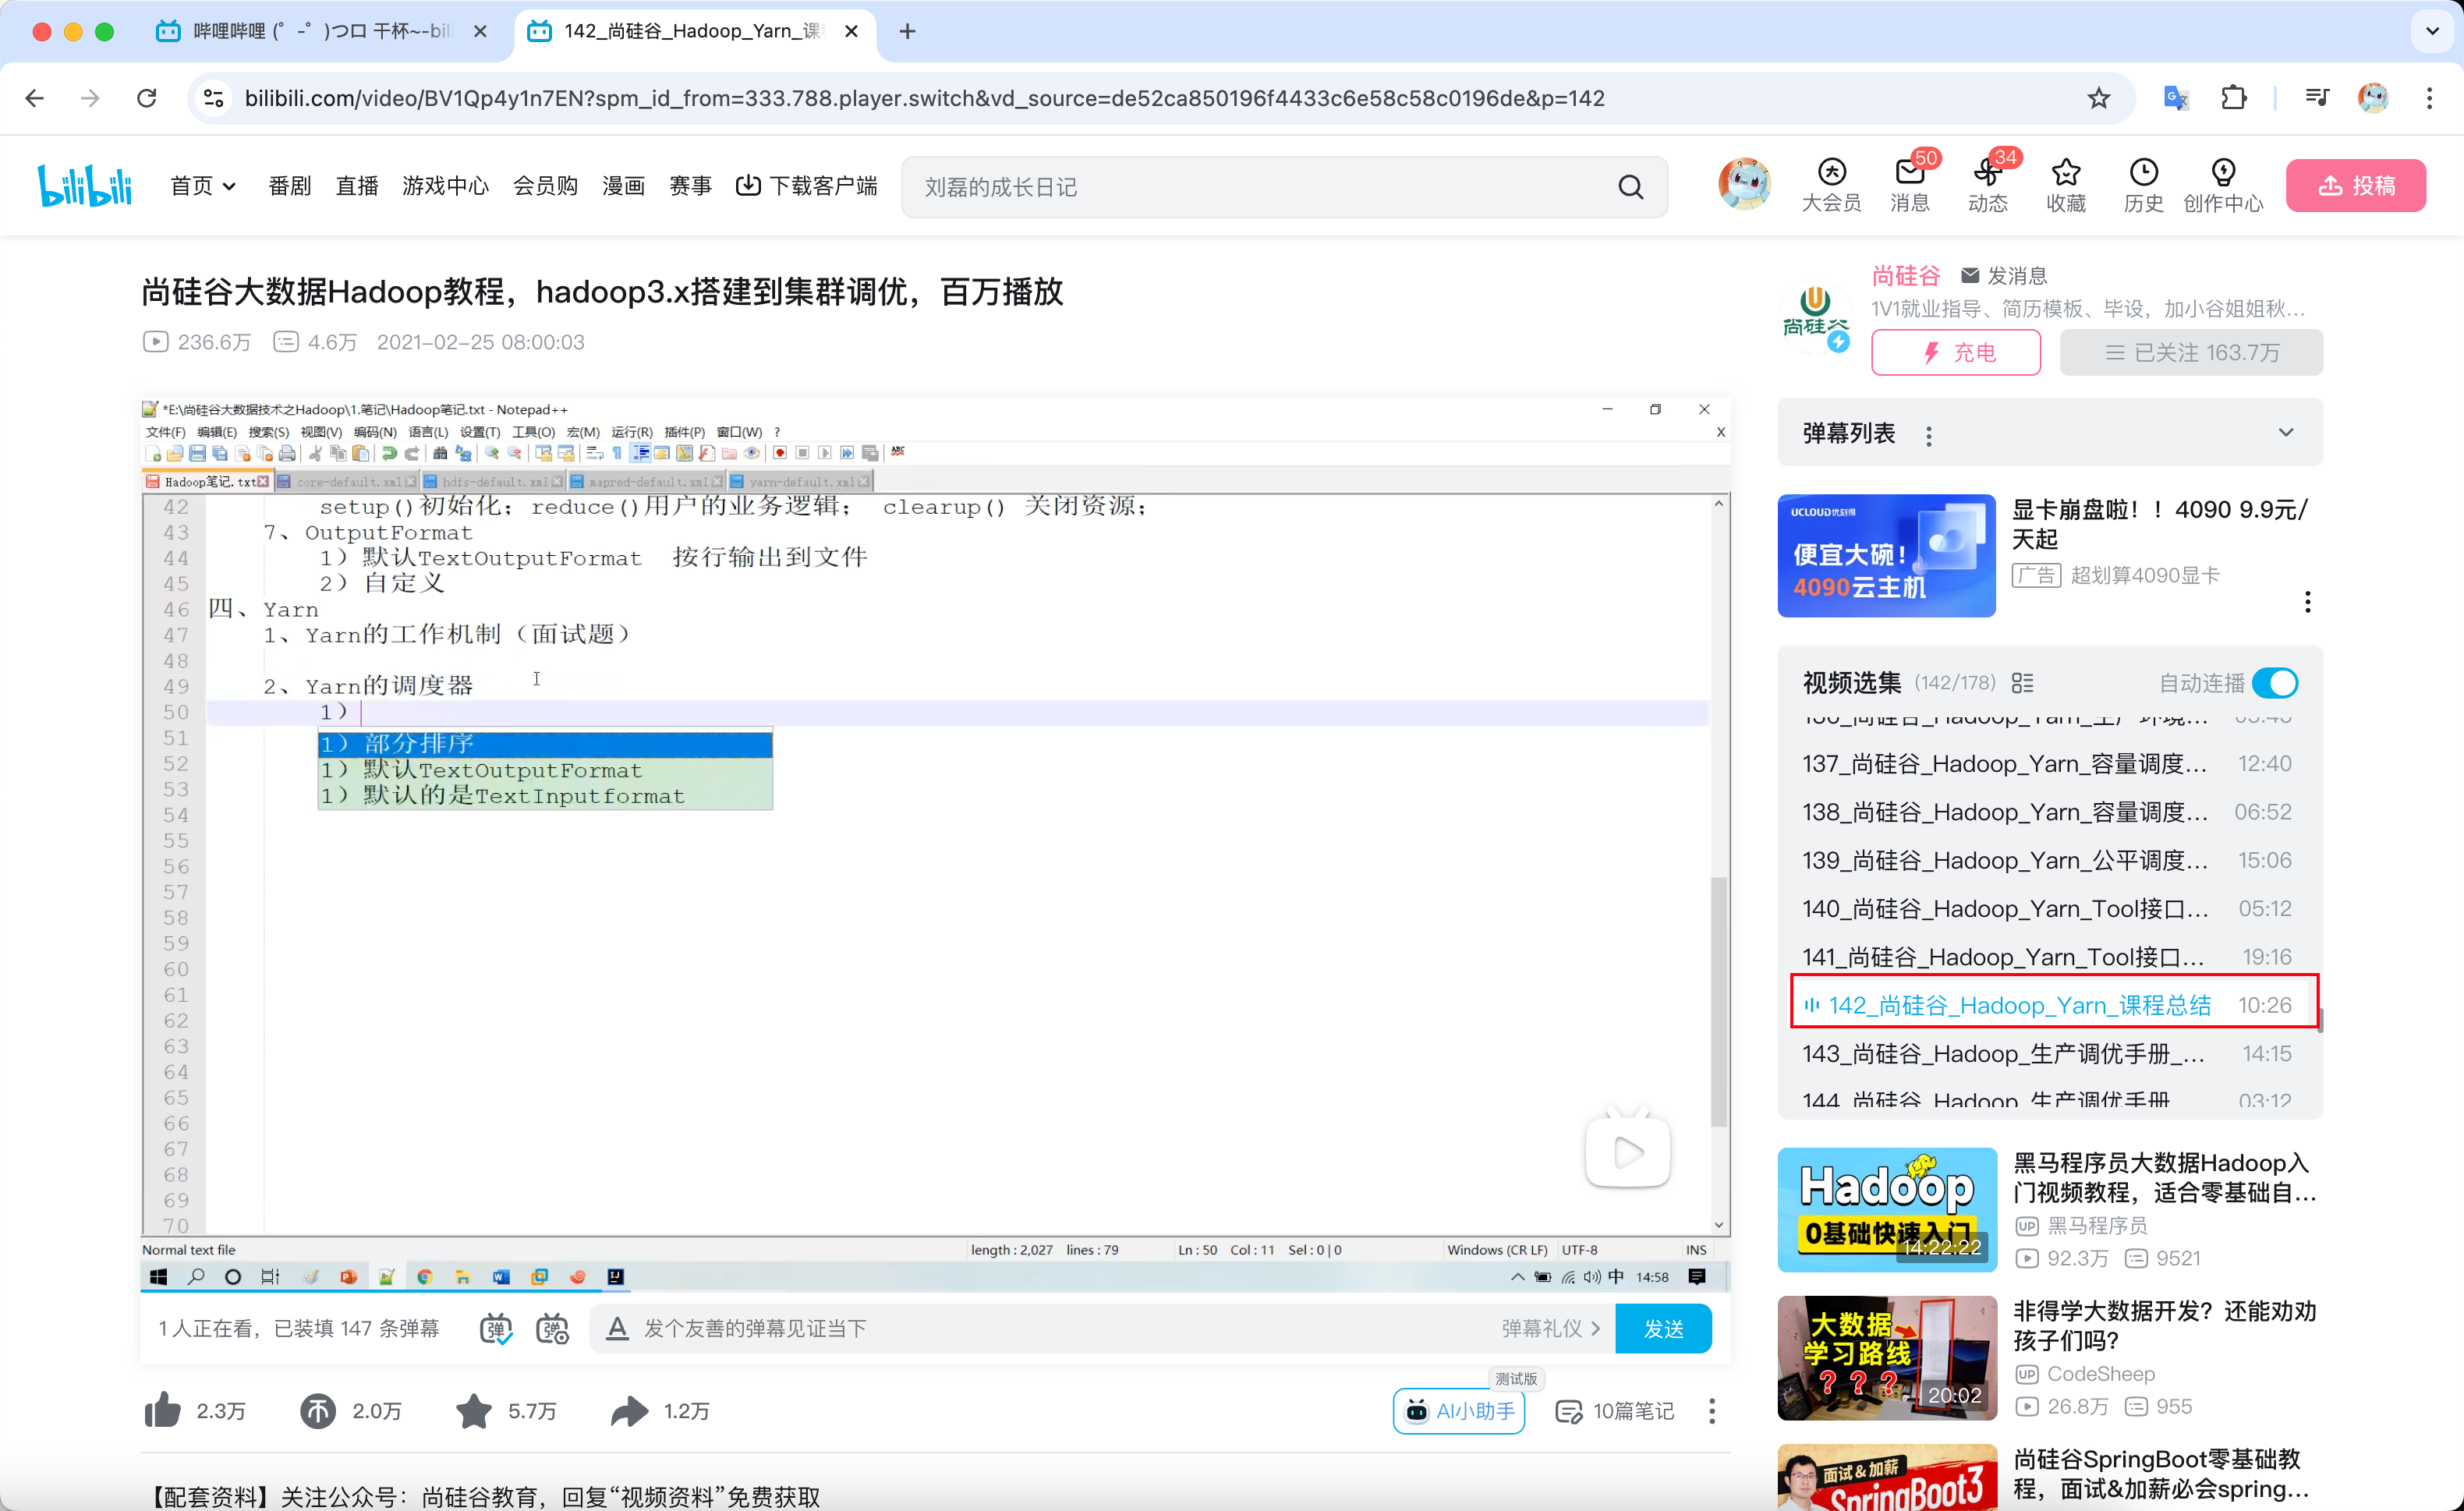 哔哩哔哩 (゜-゜)つロ 干杯~-bili
142_尚硅谷_Hadoop_Yarn_课
bilibili.com/video/BV1Qp4y1n7EN?spm_id_from=333.788.player.switch&vd_source=de52ca850196f4433c6e58c58c0196de&p=142
bilibili 首页 番剧 直播 游戏中心 会员购 漫画 赛事 下载客户端
刘磊的成长日记
大会员 消息 50 动态 34 收藏 历史 创作中心 投稿
尚硅谷大数据Hadoop教程，hadoop3.x搭建到集群调优，百万播放
236.6万 4.6万 2021-02-25 08:00:03
*E:\尚硅谷大数据技术之Hadoop\1.笔记\Hadoop笔记.txt - Notepad++
文件(F) 编辑(E) 搜索(S) 视图(V) 编码(N) 语言(L) 设置(T) 工具(O) 宏(M) 运行(R) 插件(P) 窗口(W) ?
X
Hadoop笔记.txt core-default.xml hdfs-default.xml mapred-default.xml yarn-default.xml
42 setup()初始化；reduce()用户的业务逻辑； clearup() 关闭资源；
43 7、OutputFormat
44 1）默认TextOutputFormat 按行输出到文件
45 2）自定义
46 四、Yarn
47 1、Yarn的工作机制（面试题）
48
49 2、Yarn的调度器
50 1）
51 1）部分排序
52 1）默认TextOutputFormat
53 1）默认的是TextInputformat
54
55
56
57
58
59
60
61
62
63
64
65
66
67
68
69
70
Normal text file length : 2,027 lines : 79 Ln : 50 Col : 11 Sel : 0 | 0 Windows (CR LF) UTF-8 INS
中 14:58
1 人正在看，已装填 147 条弹幕 弹 弹 A 发个友善的弹幕见证当下 弹幕礼仪 发送
2.3万 2.0万 5.7万 1.2万
测试版
AI小助手 10篇笔记
【配套资料】关注公众号：尚硅谷教育，回复“视频资料”免费获取
尚硅谷 发消息
尚硅谷
1V1就业指导、简历模板、毕设，加小谷姐姐秋...
充电 已关注 163.7万
弹幕列表
UCLOUD优刻得
便宜大碗！
4090云主机
显卡崩盘啦！！4090 9.9元/
天起
广告 超划算4090显卡
视频选集 (142/178) 自动连播
136_尚硅谷_Hadoop_Yarn_生产环境... 05:43
137_尚硅谷_Hadoop_Yarn_容量调度... 12:40
138_尚硅谷_Hadoop_Yarn_容量调度... 06:52
139_尚硅谷_Hadoop_Yarn_公平调度... 15:06
140_尚硅谷_Hadoop_Yarn_Tool接口... 05:12
141_尚硅谷_Hadoop_Yarn_Tool接口... 19:16
142_尚硅谷_Hadoop_Yarn_课程总结 10:26
143_尚硅谷_Hadoop_生产调优手册_... 14:15
144_尚硅谷_Hadoop_生产调优手册 03:12
Hadoop
0基础快速入门
14:22:22
黑马程序员大数据Hadoop入
门视频教程，适合零基础自...
UP 黑马程序员
92.3万 9521
大数据
学习路线
？？？
20:02
非得学大数据开发？还能劝劝
孩子们吗？
UP CodeSheep
26.8万 955
面试&加薪
SpringBoot3
尚硅谷SpringBoot零基础教
程，面试&加薪必会spring...